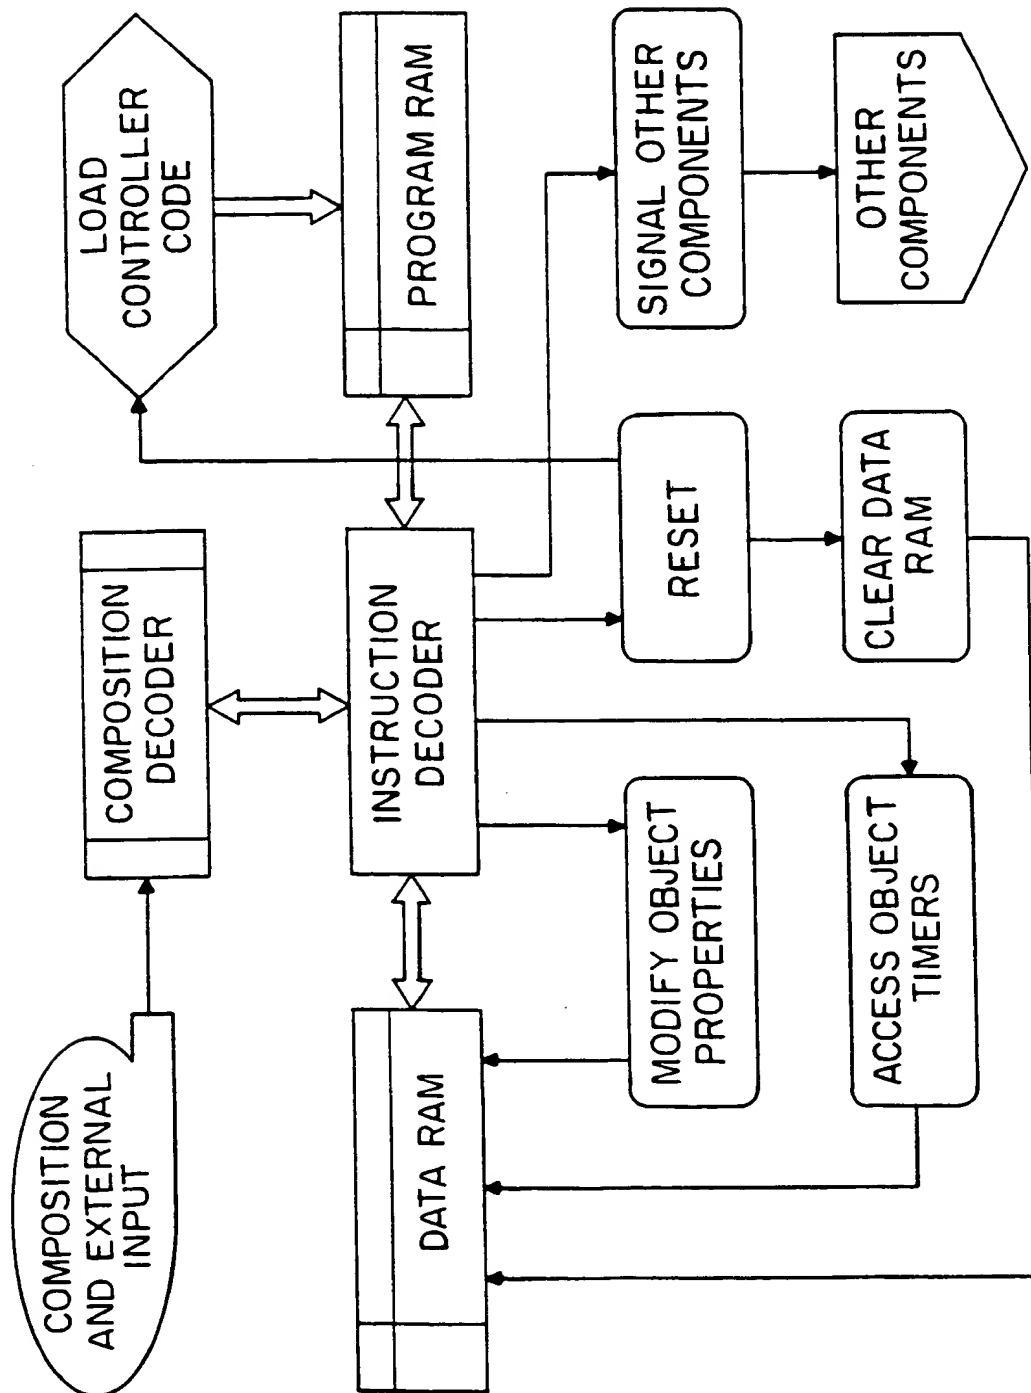 COMPOSITION
AND EXTERNAL
INPUT
COMPOSITION
DECODER
LOAD
CONTROLLER
CODE
DATA RAM
INSTRUCTION
DECODER
PROGRAM RAM
MODIFY OBJECT
PROPERTIES
RESET
SIGNAL OTHER
COMPONENTS
ACCESS OBJECT
TIMERS
CLEAR DATA
RAM
OTHER
COMPONENTS